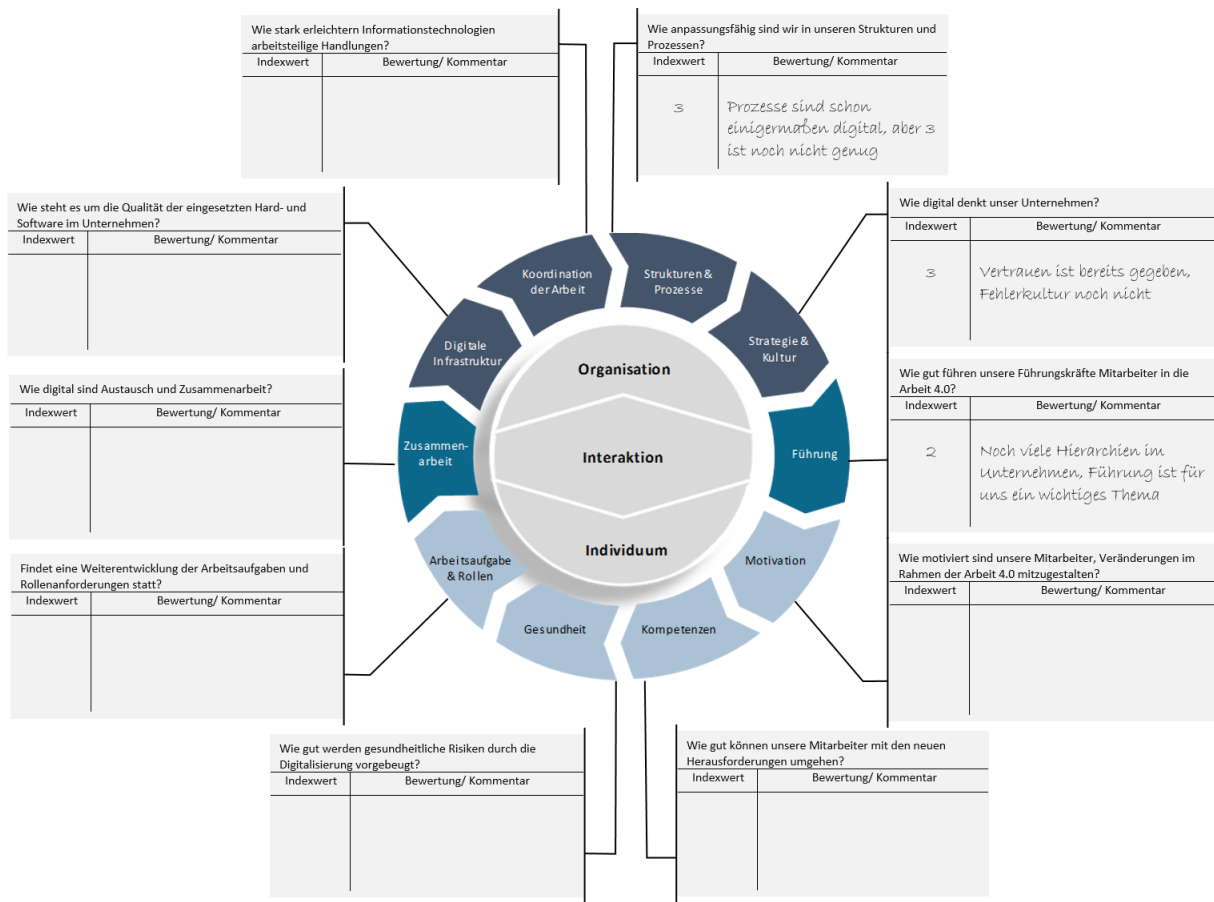 Wie stark erleichtern Informationstechnologien
arbeitsteilige Handlungen?
Indexwert Bewertung/ Kommentar
Wie anpassungsfähig sind wir in unseren Strukturen und
Prozessen?
Indexwert Bewertung/ Kommentar
3 Prozesse sind schon
einigermaßen digital, aber 3
ist noch nicht genug
Wie steht es um die Qualität der eingesetzten Hard- und
Software im Unternehmen?
Indexwert Bewertung/ Kommentar
Wie digital denkt unser Unternehmen?
Indexwert Bewertung/ Kommentar
3 Vertrauen ist bereits gegeben,
Fehlerkultur noch nicht
Wie digital sind Austausch und Zusammenarbeit?
Indexwert Bewertung/ Kommentar
Wie gut führen unsere Führungskräfte Mitarbeiter in die
Arbeit 4.0?
Indexwert Bewertung/ Kommentar
2 Noch viele Hierarchien im
Unternehmen, Führung ist für
uns ein wichtiges Thema
Findet eine Weiterentwicklung der Arbeitsaufgaben und
Rollenanforderungen statt?
Indexwert Bewertung/ Kommentar
Wie motiviert sind unsere Mitarbeiter, Veränderungen im
Rahmen der Arbeit 4.0 mitzugestalten?
Indexwert Bewertung/ Kommentar
Wie gut werden gesundheitliche Risiken durch die
Digitalisierung vorgebeugt?
Indexwert Bewertung/ Kommentar
Wie gut können unsere Mitarbeiter mit den neuen
Herausforderungen umgehen?
Indexwert Bewertung/ Kommentar
Koordination
der Arbeit
Strukturen &
Prozesse
Digitale
Infrastruktur
Strategie &
Kultur
Zusammen-
arbeit
Führung
Arbeitsaufgabe
& Rollen
Motivation
Gesundheit
Kompetenzen
Organisation
Interaktion
Individuum